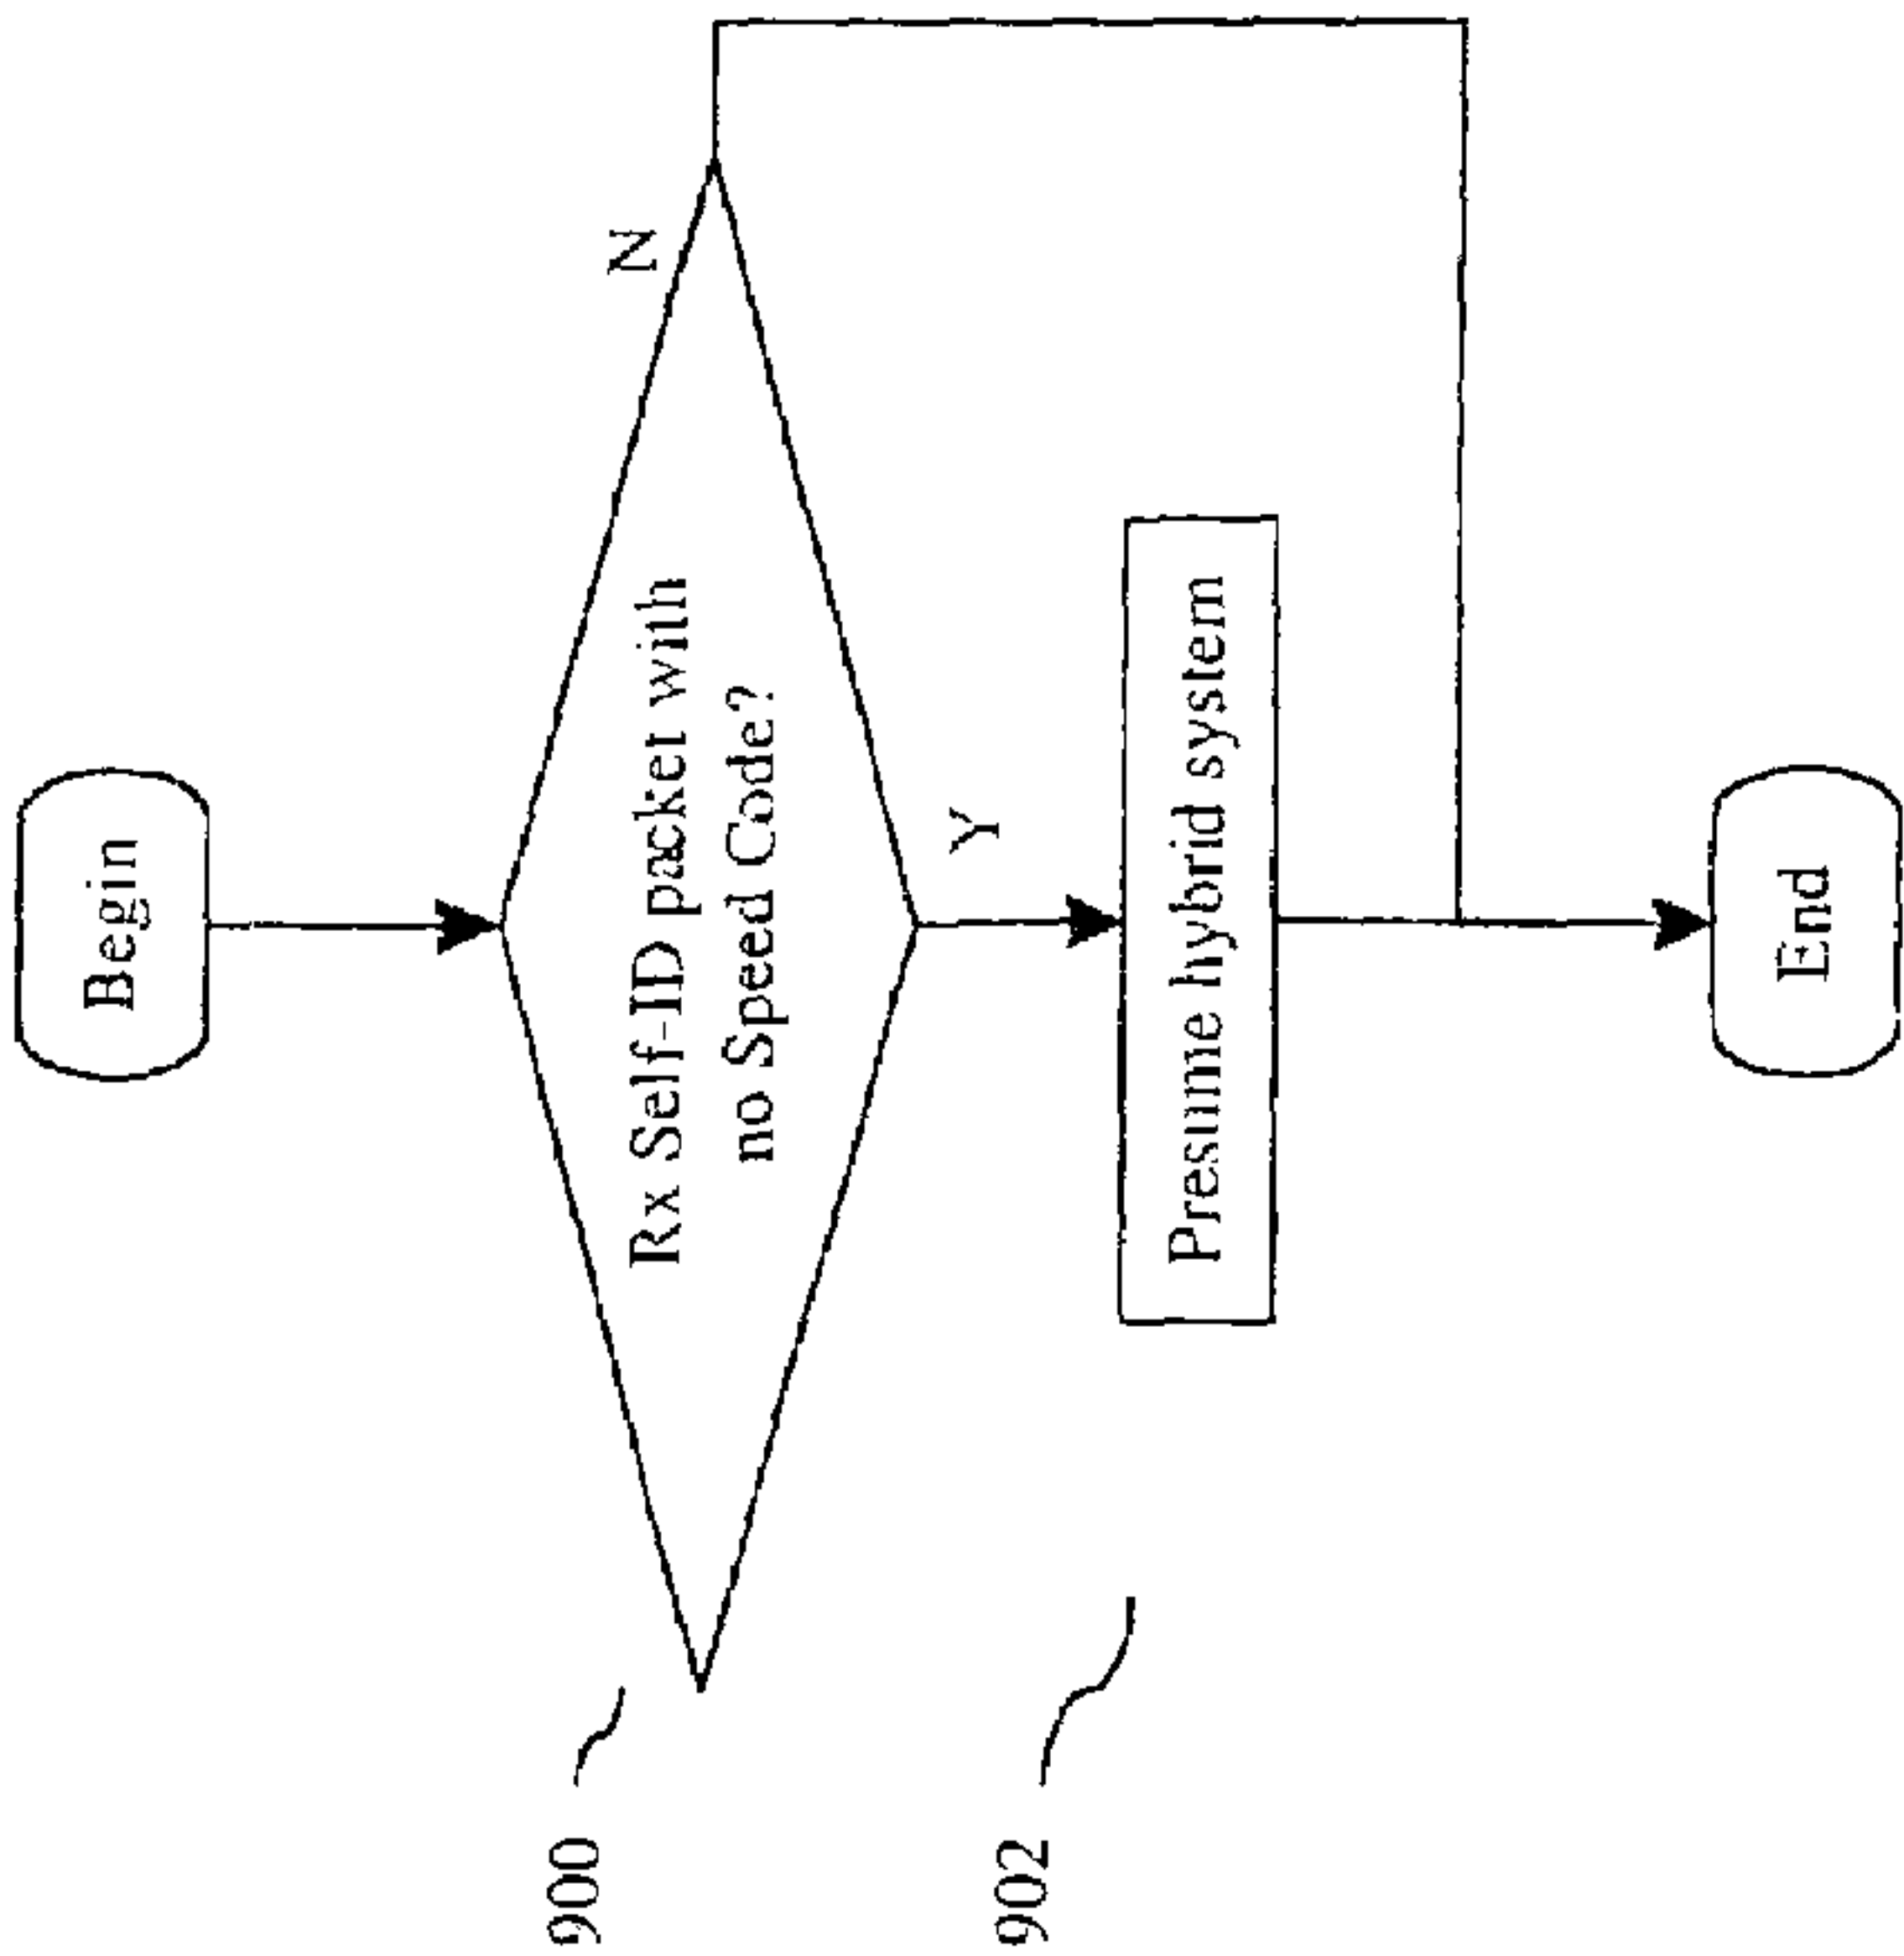 Begin
900
Rx Self-ID packet with
no Speed Code?
N
Y
902
Presume hybrid system
End